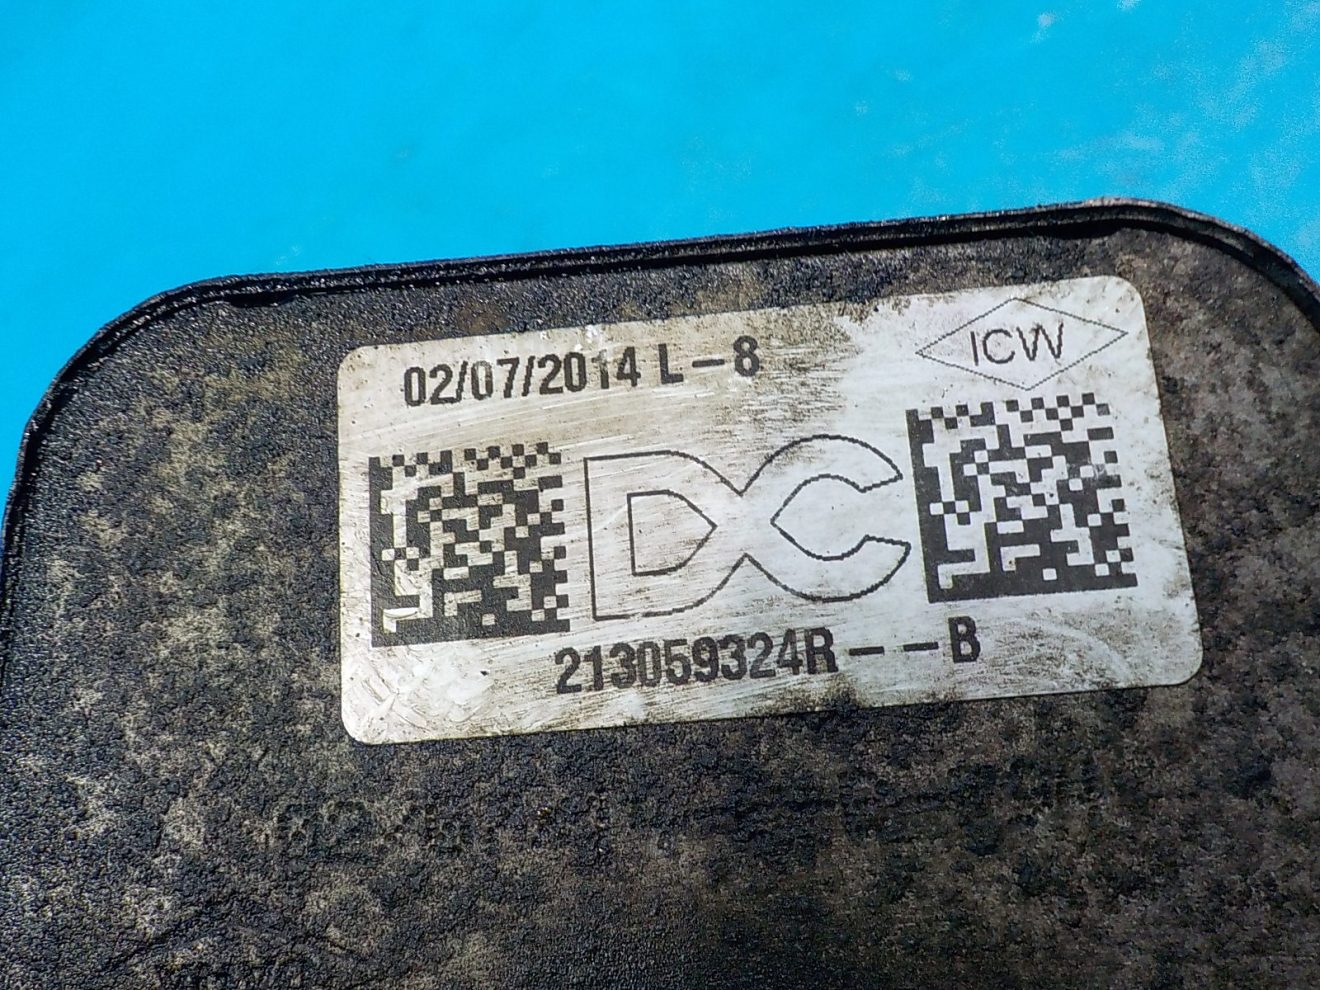 02/07/2014 L-8
ICW
DC
213059324R--B